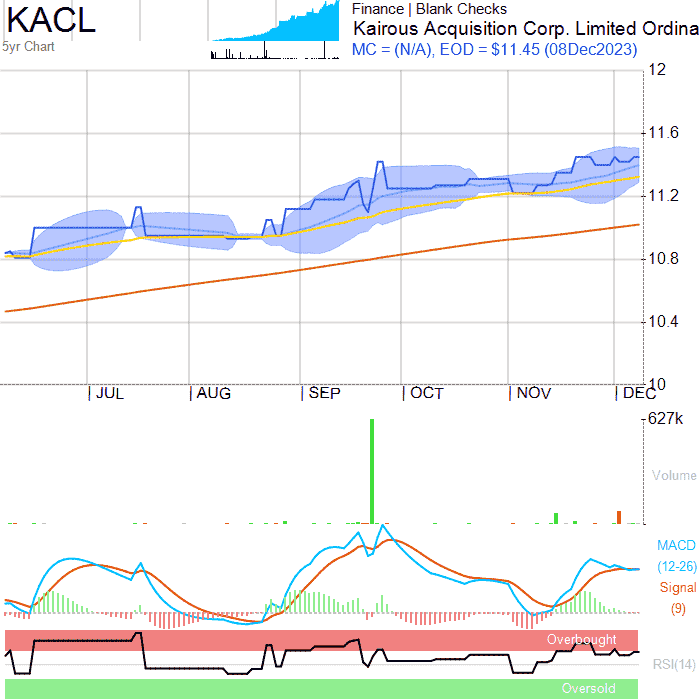 KACL
5yr Chart
Finance | Blank Checks
Kairous Acquisition Corp. Limited Ordina
MC = (N/A), EOD = $11.45 (08Dec2023)
12
11.6
11.2
10.8
10.4
10
JUL AUG SEP OCT NOV DEC
627k
Volume
MACD
(12-26)
Signal
(9)
Overbought
RSI(14)
Oversold